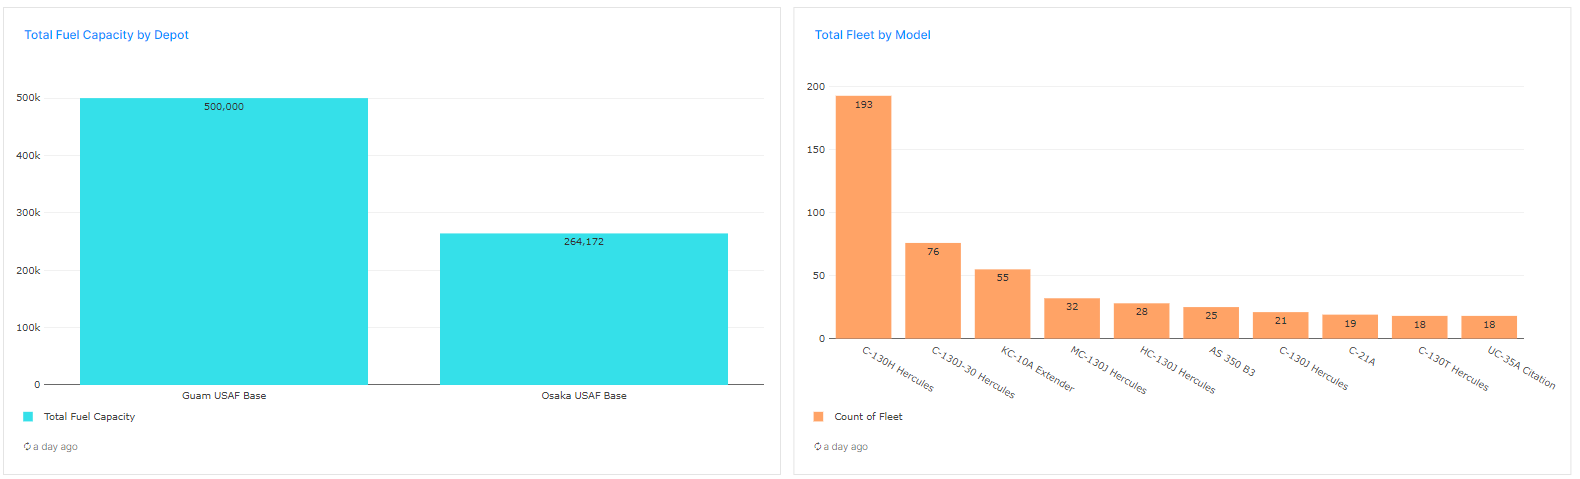 Total Fuel Capacity by Depot
500k
400k
300k
200k
100k
0
500,000
264,172
Guam USAF Base
Osaka USAF Base
Total Fuel Capacity
a day ago
Total Fleet by Model
200
150
100
50
0
193
76
55
32
28
25
21
19
18
18
C-130H Hercules
C-130J-30 Hercules
KC-10A Extender
MC-130J Hercules
HC-130J Hercules
AS 350 B3
C-130J Hercules
C-21A
C-130T Hercules
UC-35A Citation
Count of Fleet
a day ago